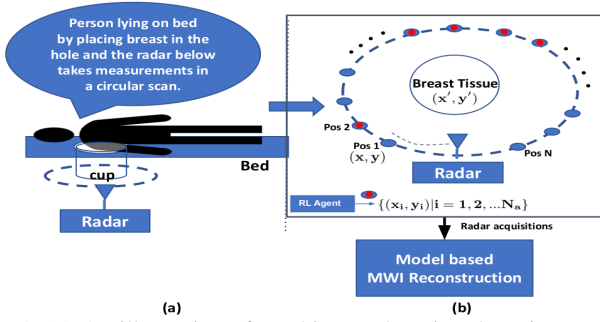 Person lying on bed
by placing breast in the
hole and the radar below
takes measurements in
a circular scan.
cup
Bed
Radar
(a)
Breast Tissue
(x′, y′)
Pos 2
Pos 1
(x, y)
Pos N
Radar
RL Agent
{(xᵢ, yᵢ)|i = 1, 2, ...Nₐ}
Radar acquisitions
Model based
MWI Reconstruction
(b)